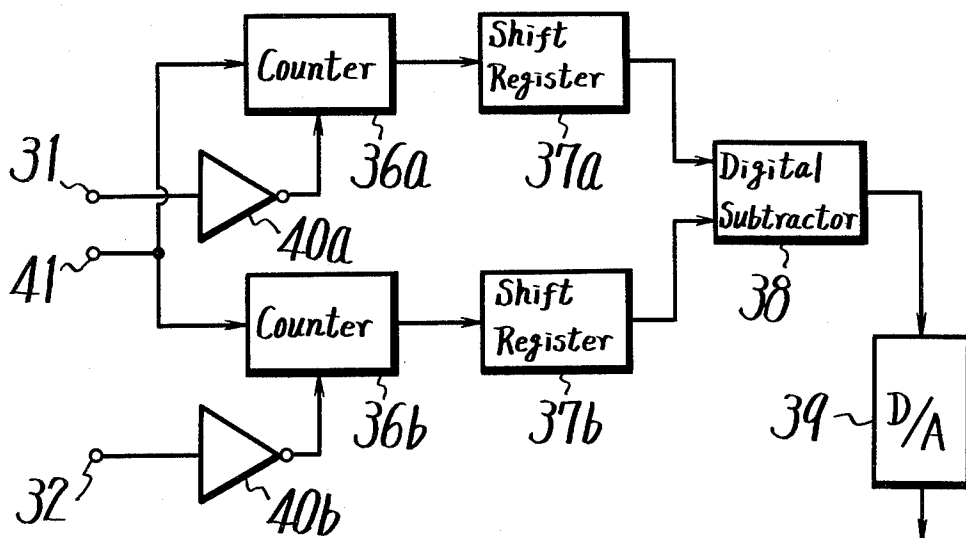 Counter
36a
Shift
Register
37a
31
40a
41
Digital
Subtractor
38
Counter
36b
Shift
Register
37b
32
40b
39
D/A